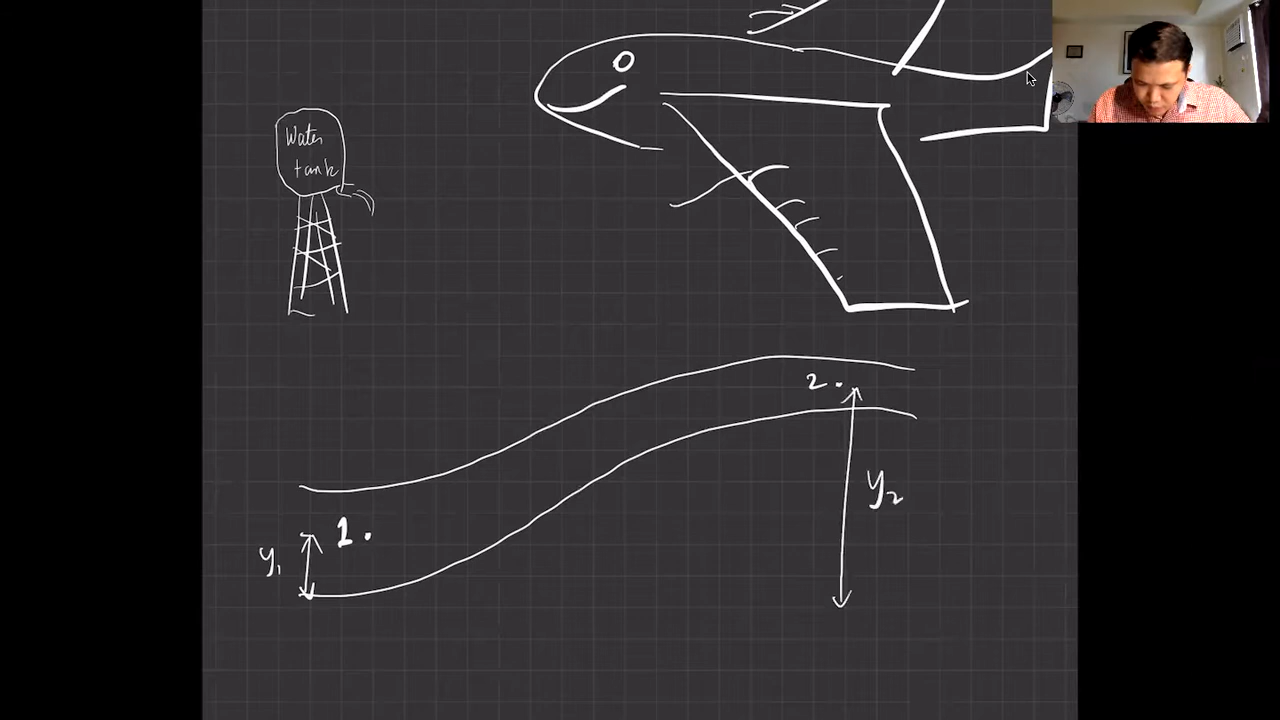 Water
tank
2.
y₂
1.
y₁